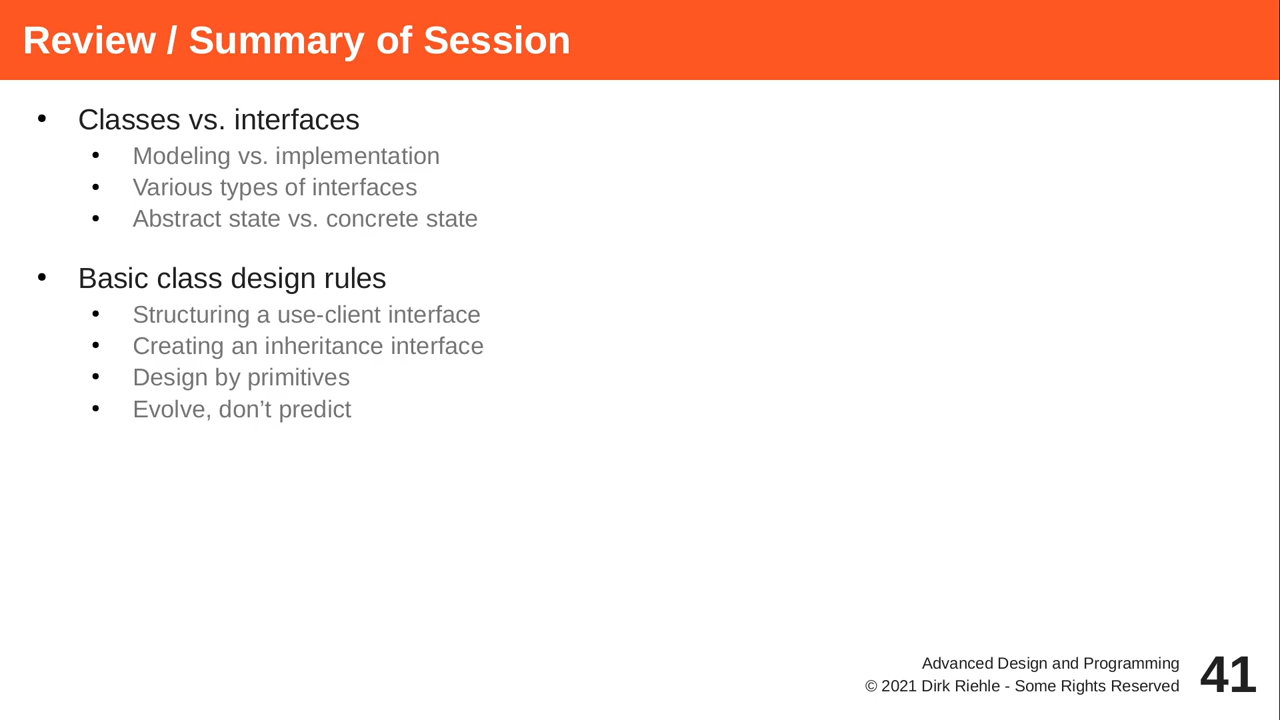 Review / Summary of Session
• Classes vs. interfaces
• Modeling vs. implementation
• Various types of interfaces
• Abstract state vs. concrete state
• Basic class design rules
• Structuring a use-client interface
• Creating an inheritance interface
• Design by primitives
• Evolve, don’t predict
Advanced Design and Programming
© 2021 Dirk Riehle - Some Rights Reserved
41